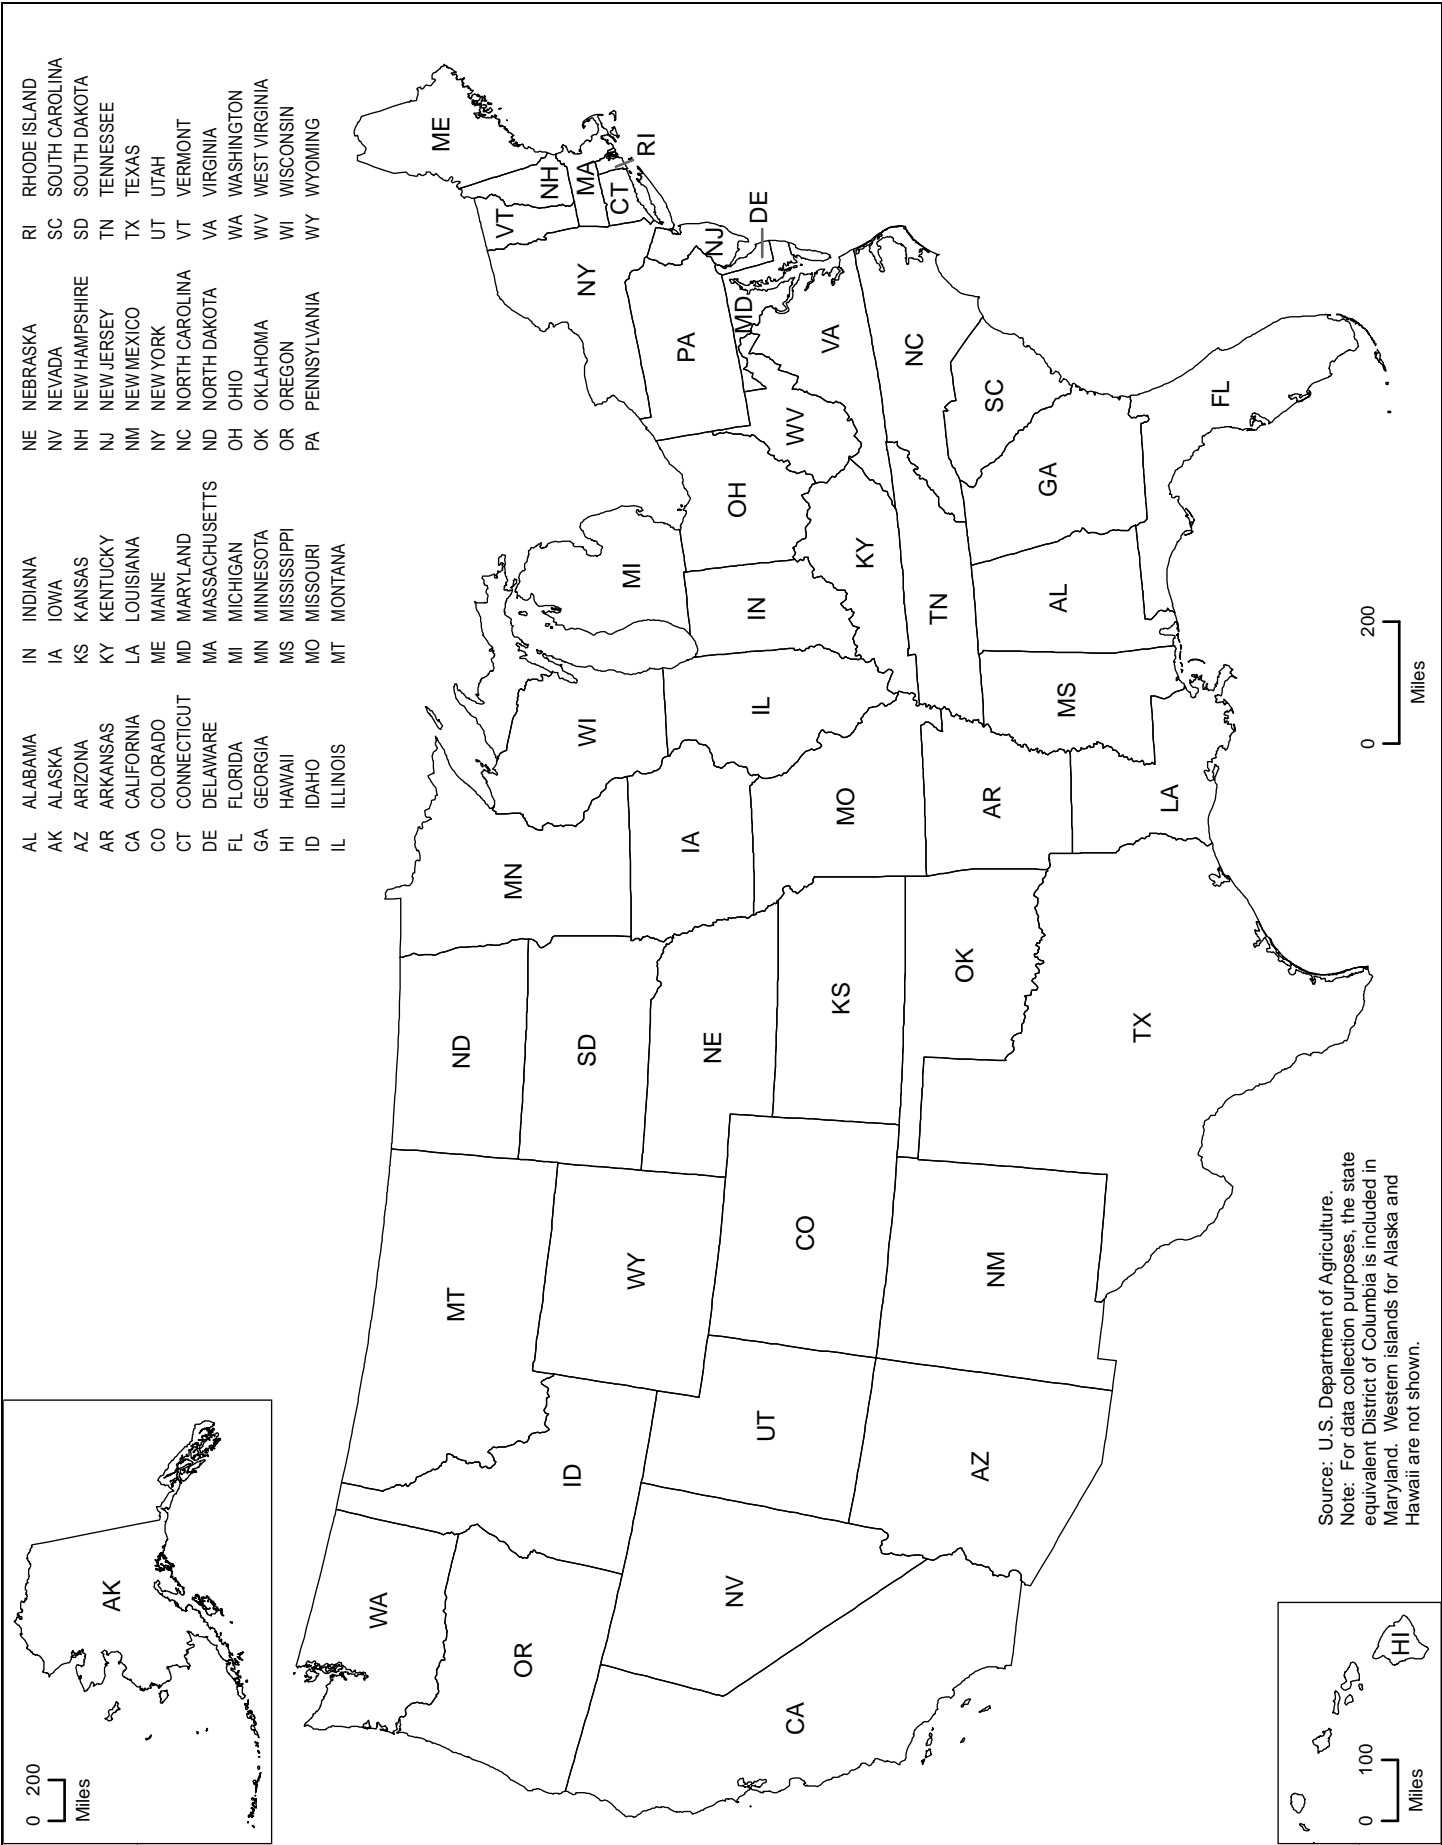 AL ALABAMA
AK ALASKA
AZ ARIZONA
AR ARKANSAS
CA CALIFORNIA
CO COLORADO
CT CONNECTICUT
DE DELAWARE
FL FLORIDA
GA GEORGIA
HI HAWAII
ID IDAHO
IL ILLINOIS
IN INDIANA
IA IOWA
KS KANSAS
KY KENTUCKY
LA LOUISIANA
ME MAINE
MD MARYLAND
MA MASSACHUSETTS
MI MICHIGAN
MN MINNESOTA
MS MISSISSIPPI
MO MISSOURI
MT MONTANA
NE NEBRASKA
NV NEVADA
NH NEW HAMPSHIRE
NJ NEW JERSEY
NM NEW MEXICO
NY NEW YORK
NC NORTH CAROLINA
ND NORTH DAKOTA
OH OHIO
OK OKLAHOMA
OR OREGON
PA PENNSYLVANIA
RI RHODE ISLAND
SC SOUTH CAROLINA
SD SOUTH DAKOTA
TN TENNESSEE
TX TEXAS
UT UTAH
VT VERMONT
VA VIRGINIA
WA WASHINGTON
WV WEST VIRGINIA
WI WISCONSIN
WY WYOMING
0 200
Miles
AK
WA
OR
CA
NV
ID
MT
WY
UT
AZ
CO
NM
ND
SD
NE
KS
OK
TX
MN
IA
MO
AR
LA
WI
IL
MS
MI
IN
OH
KY
TN
AL
GA
FL
SC
NC
VA
WV
PA
MD
DE
NJ
NY
VT
NH
MA
CT
RI
ME
HI
0 100
Miles
0 200
Miles
Source: U.S. Department of Agriculture.
Note: For data collection purposes, the state
equivalent District of Columbia is included in
Maryland. Western islands for Alaska and
Hawaii are not shown.